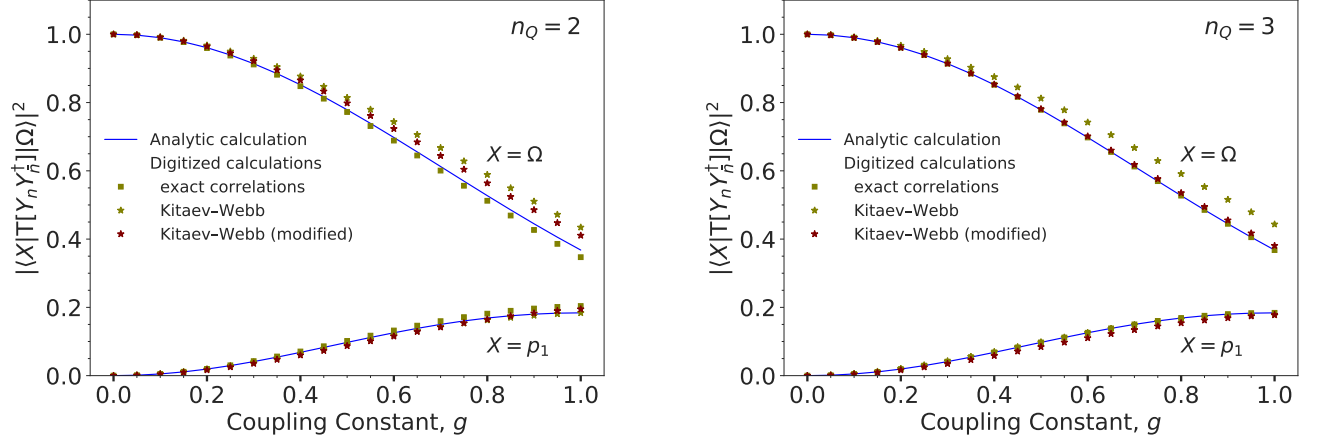 n_Q = 2
1.0
0.8
0.6
0.4
0.2
0.0
|⟨X|T[Y_n Y_n̄^†]|Ω⟩|²
Analytic calculation
Digitized calculations
exact correlations
Kitaev–Webb
Kitaev–Webb (modified)
X = Ω
X = p₁
0.0 0.2 0.4 0.6 0.8 1.0
Coupling Constant, g
n_Q = 3
1.0
0.8
0.6
0.4
0.2
0.0
|⟨X|T[Y_n Y_n̄^†]|Ω⟩|²
Analytic calculation
Digitized calculations
exact correlations
Kitaev–Webb
Kitaev–Webb (modified)
X = Ω
X = p₁
0.0 0.2 0.4 0.6 0.8 1.0
Coupling Constant, g